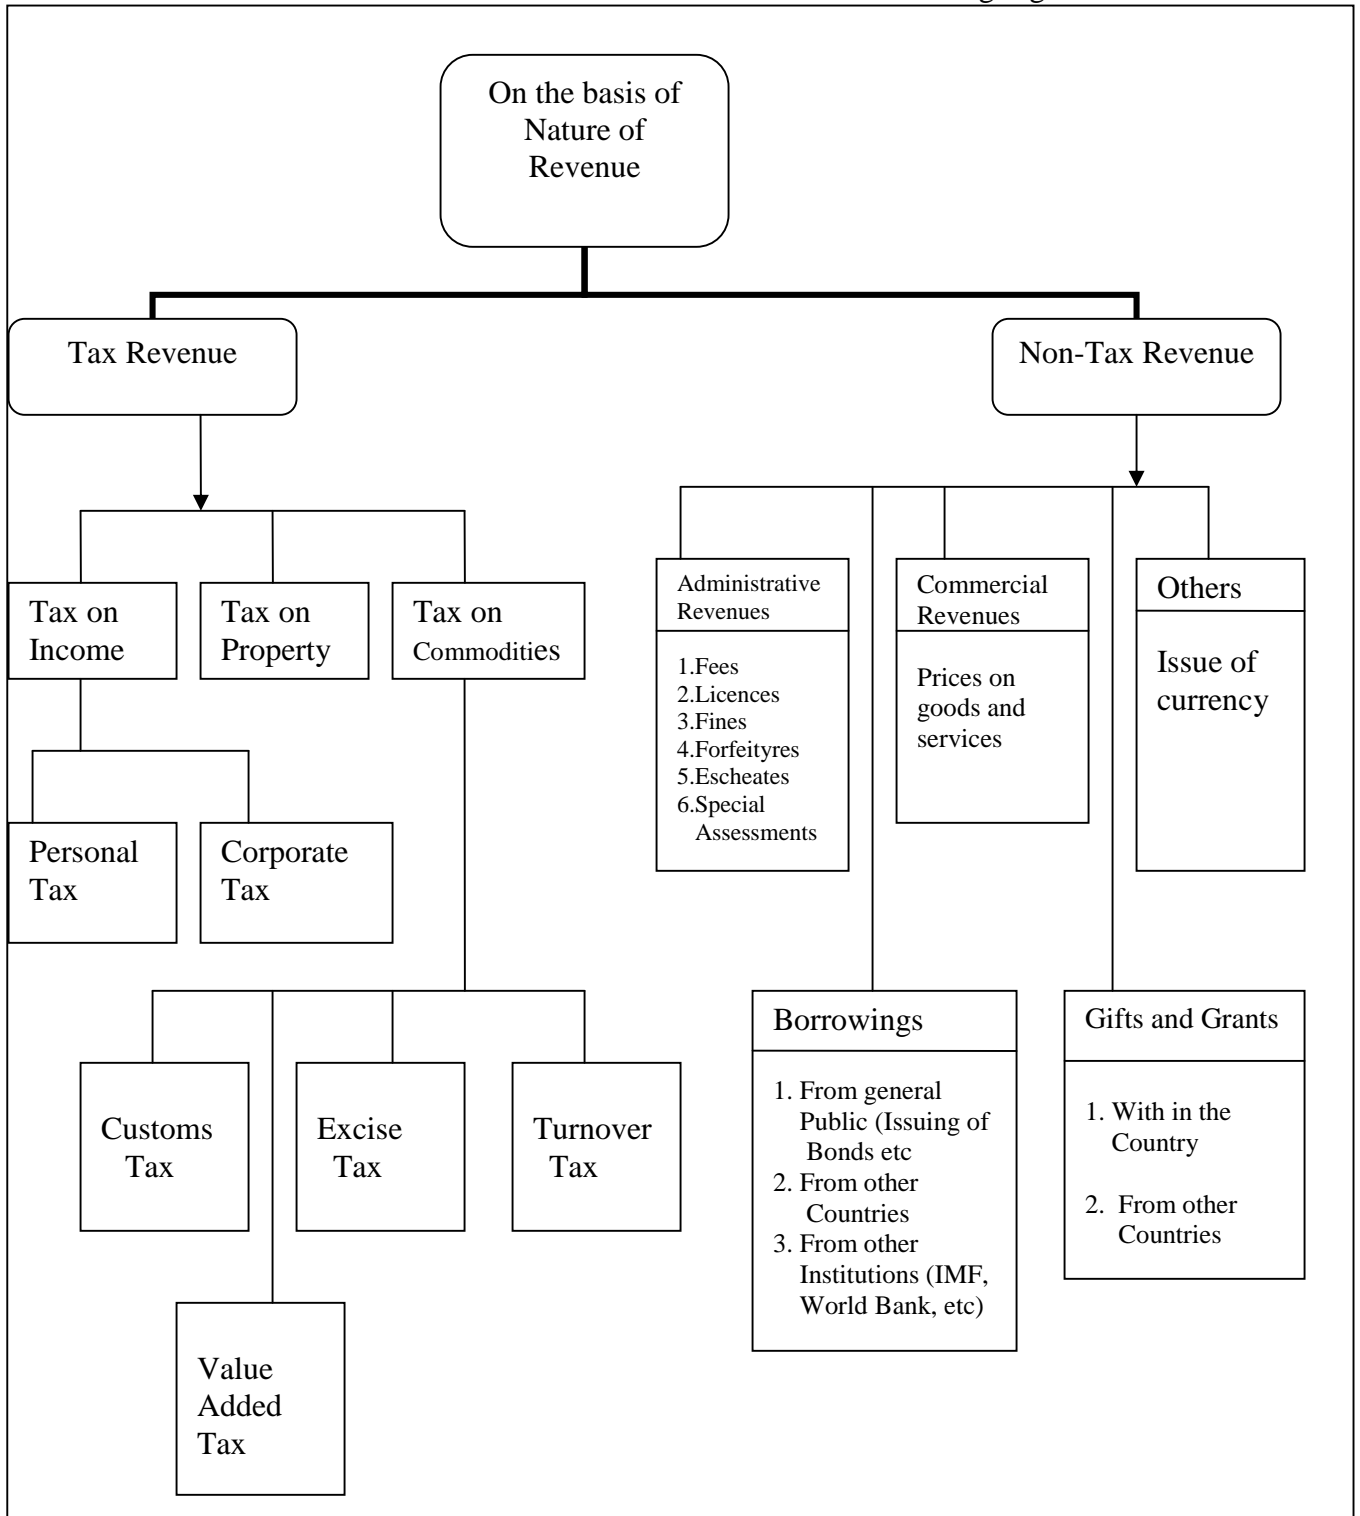 On the basis of
Nature of
Revenue
Tax Revenue
Non-Tax Revenue
Tax on
Income
Tax on
Property
Tax on
Commodities
Administrative
Revenues
1.Fees
2.Licences
3.Fines
4.Forfeityres
5.Escheates
6.Special
Assessments
Commercial
Revenues
Prices on
goods and
services
Others
Issue of
currency
Personal
Tax
Corporate
Tax
Customs
Tax
Excise
Tax
Turnover
Tax
Value
Added
Tax
Borrowings
1. From general
Public (Issuing of
Bonds etc
2. From other
Countries
3. From other
Institutions (IMF,
World Bank, etc)
Gifts and Grants
1. With in the
Country
2. From other
Countries